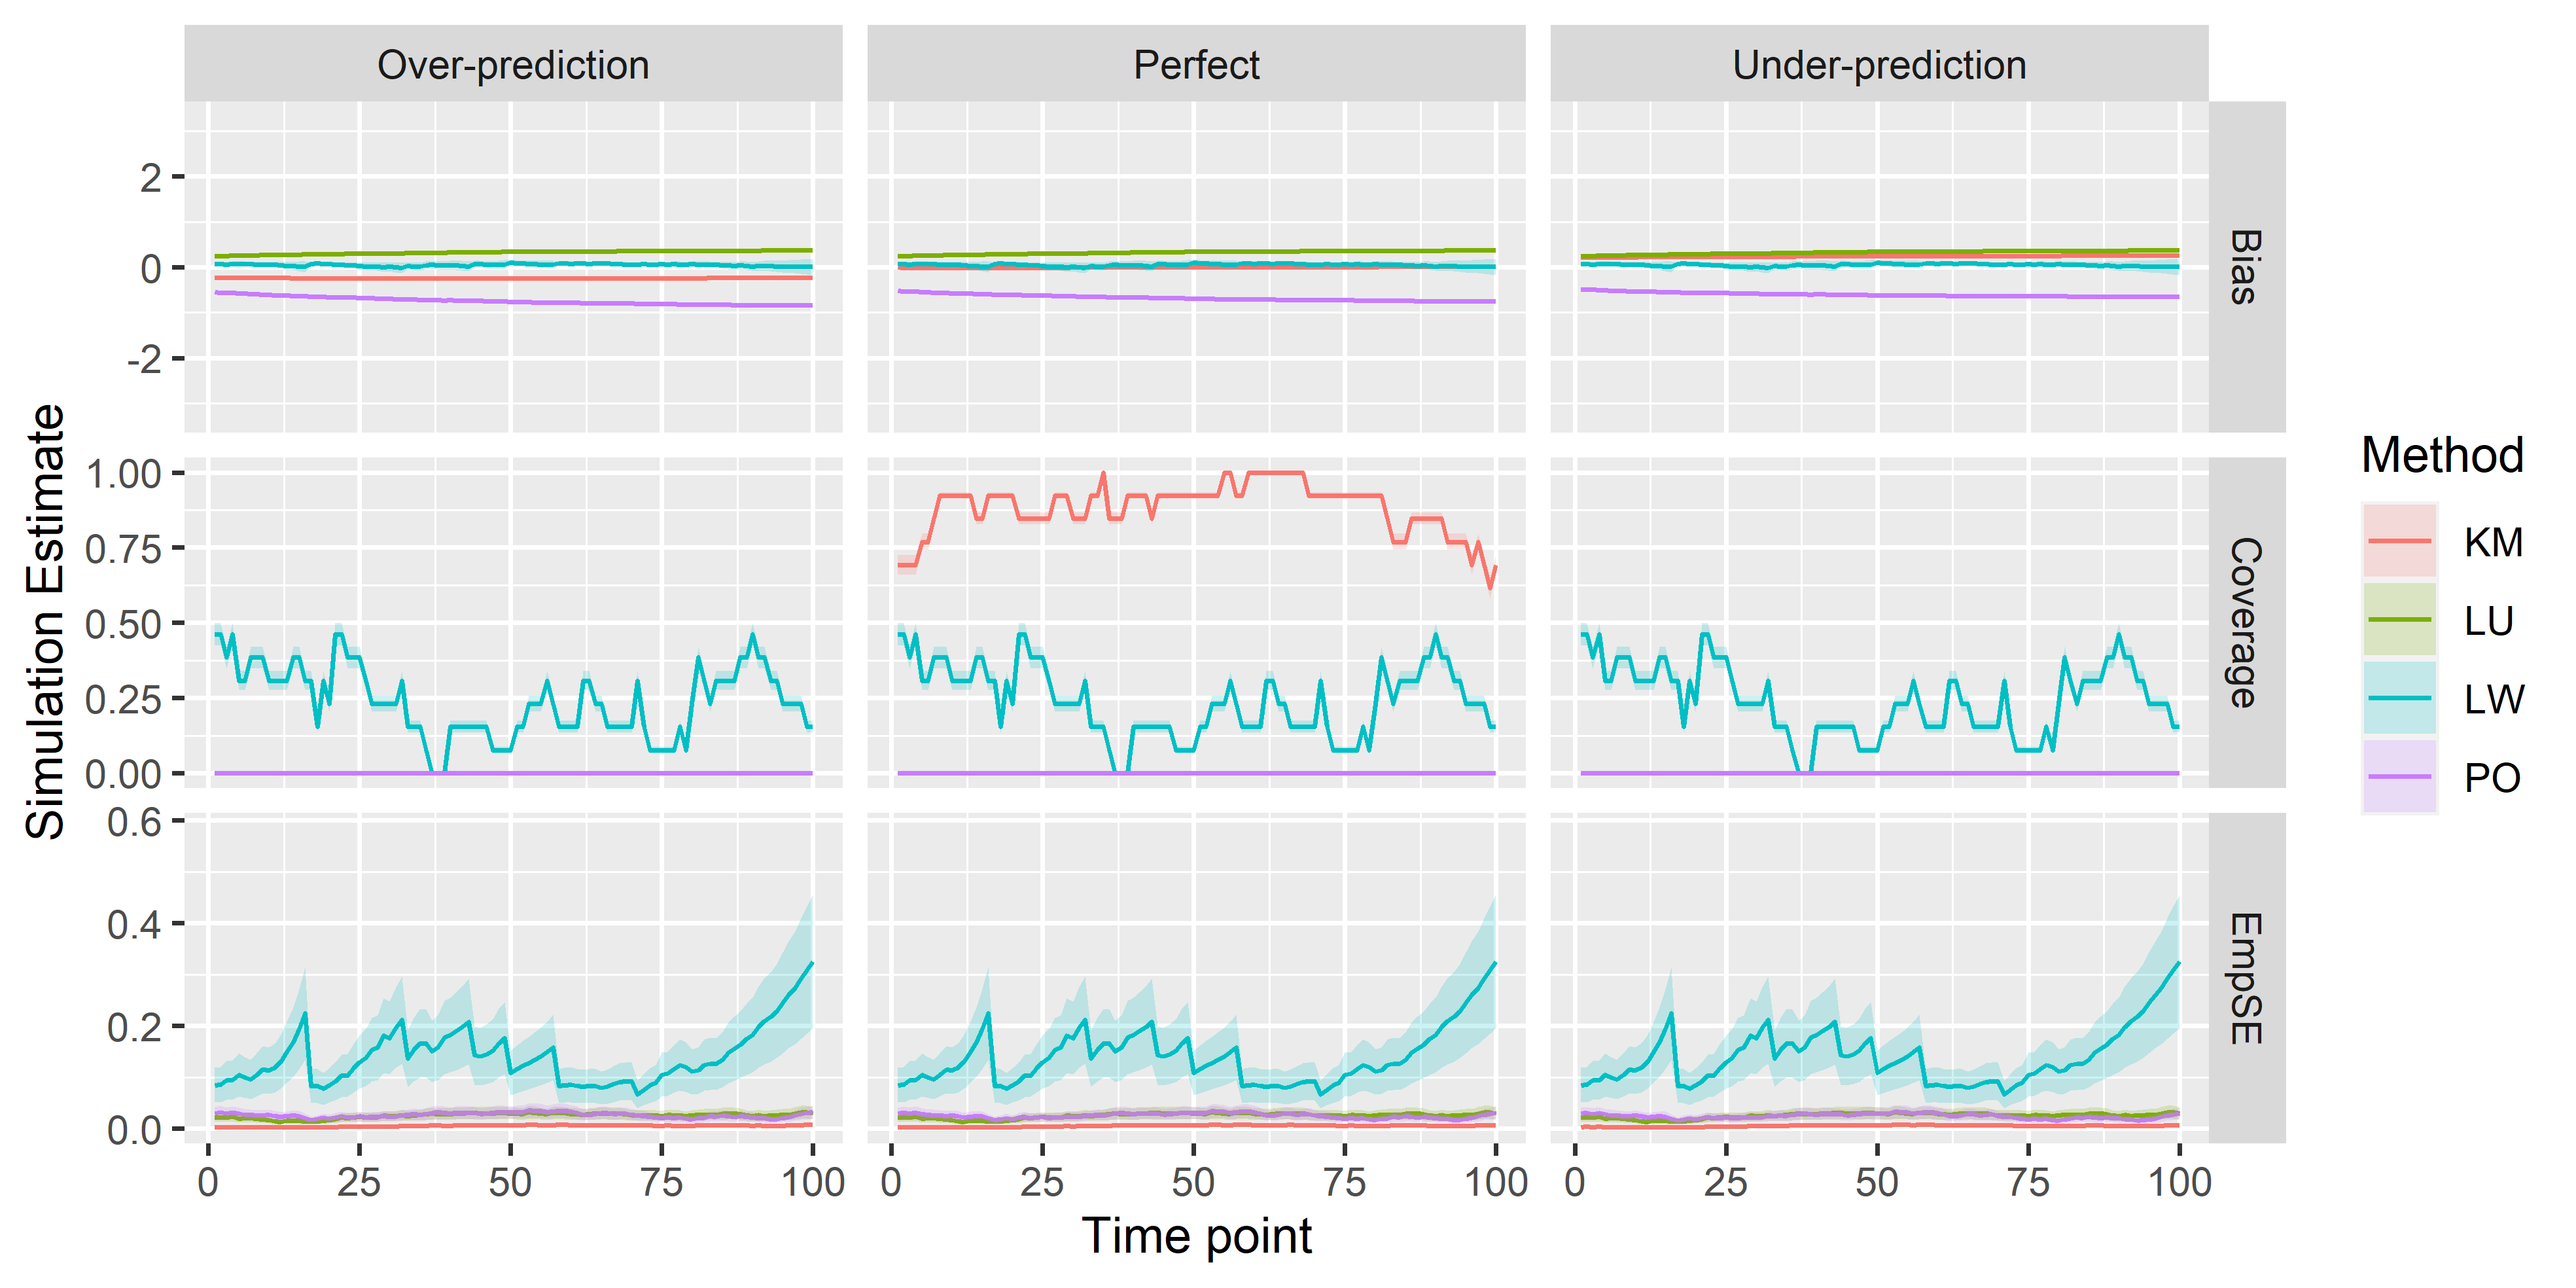 Over-prediction
Perfect
Under-prediction
2
0
-2
Bias
1.00
0.75
0.50
0.25
0.00
Coverage
0.6
0.4
0.2
0.0
EmpSE
0 25 50 75 100
0 25 50 75 100
0 25 50 75 100
Time point
Simulation Estimate
Method
KM
LU
LW
PO